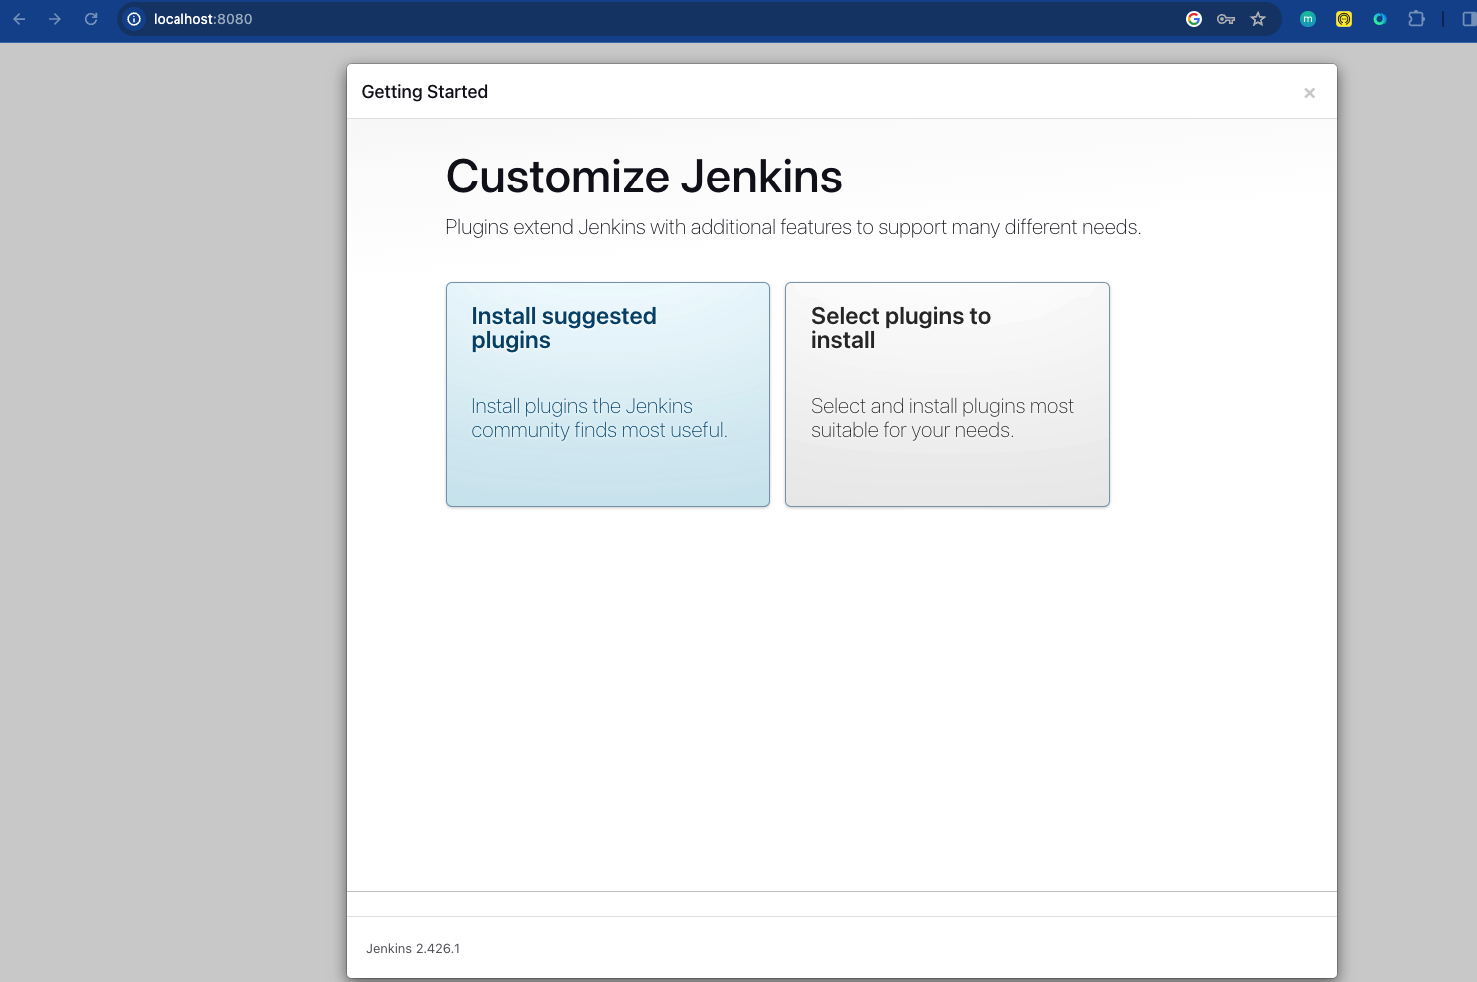 localhost:8080
m
Getting Started
×
Customize Jenkins
Plugins extend Jenkins with additional features to support many different needs.
Install suggested
plugins
Install plugins the Jenkins
community finds most useful.
Select plugins to
install
Select and install plugins most
suitable for your needs.
Jenkins 2.426.1